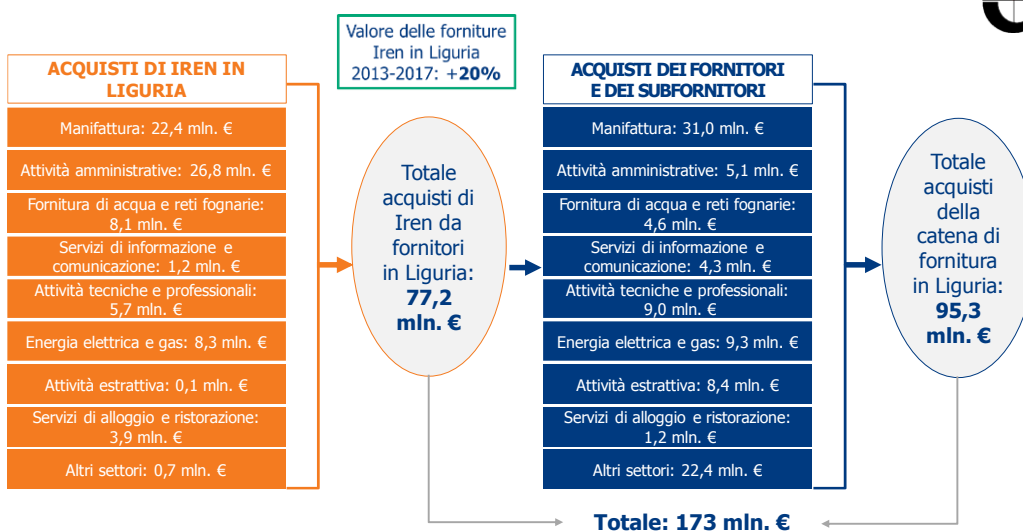 Valore delle forniture
Iren in Liguria
2013-2017: +20%
ACQUISTI DI IREN IN
LIGURIA
Manifattura: 22,4 mln. €
Attività amministrative: 26,8 mln. €
Fornitura di acqua e reti fognarie:
8,1 mln. €
Servizi di informazione e
comunicazione: 1,2 mln. €
Attività tecniche e professionali:
5,7 mln. €
Energia elettrica e gas: 8,3 mln. €
Attività estrattiva: 0,1 mln. €
Servizi di alloggio e ristorazione:
3,9 mln. €
Altri settori: 0,7 mln. €
Totale
acquisti di
Iren da
fornitori
in Liguria:
77,2
mln. €
ACQUISTI DEI FORNITORI
E DEI SUBFORNITORI
Manifattura: 31,0 mln. €
Attività amministrative: 5,1 mln. €
Fornitura di acqua e reti fognarie:
4,6 mln. €
Servizi di informazione e
comunicazione: 4,3 mln. €
Attività tecniche e professionali:
9,0 mln. €
Energia elettrica e gas: 9,3 mln. €
Attività estrattiva: 8,4 mln. €
Servizi di alloggio e ristorazione:
1,2 mln. €
Altri settori: 22,4 mln. €
Totale
acquisti
della
catena di
fornitura
in Liguria:
95,3
mln. €
Totale: 173 mln. €